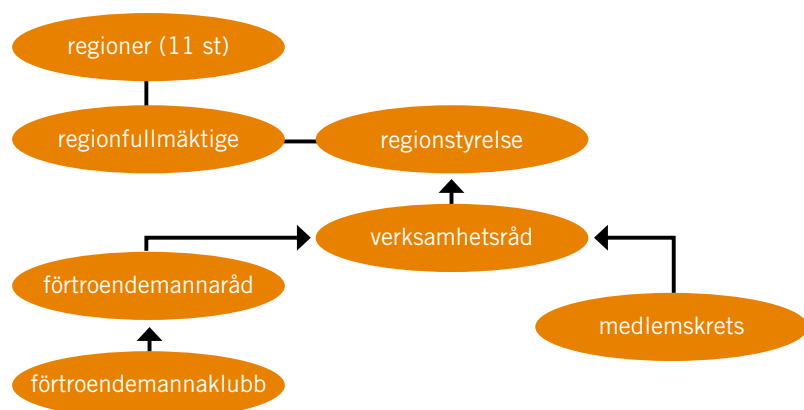 regioner (11 st)
regionfullmäktige
regionstyrelse
verksamhetsråd
förtroendemannaråd
medlemskrets
förtroendemannaklubb